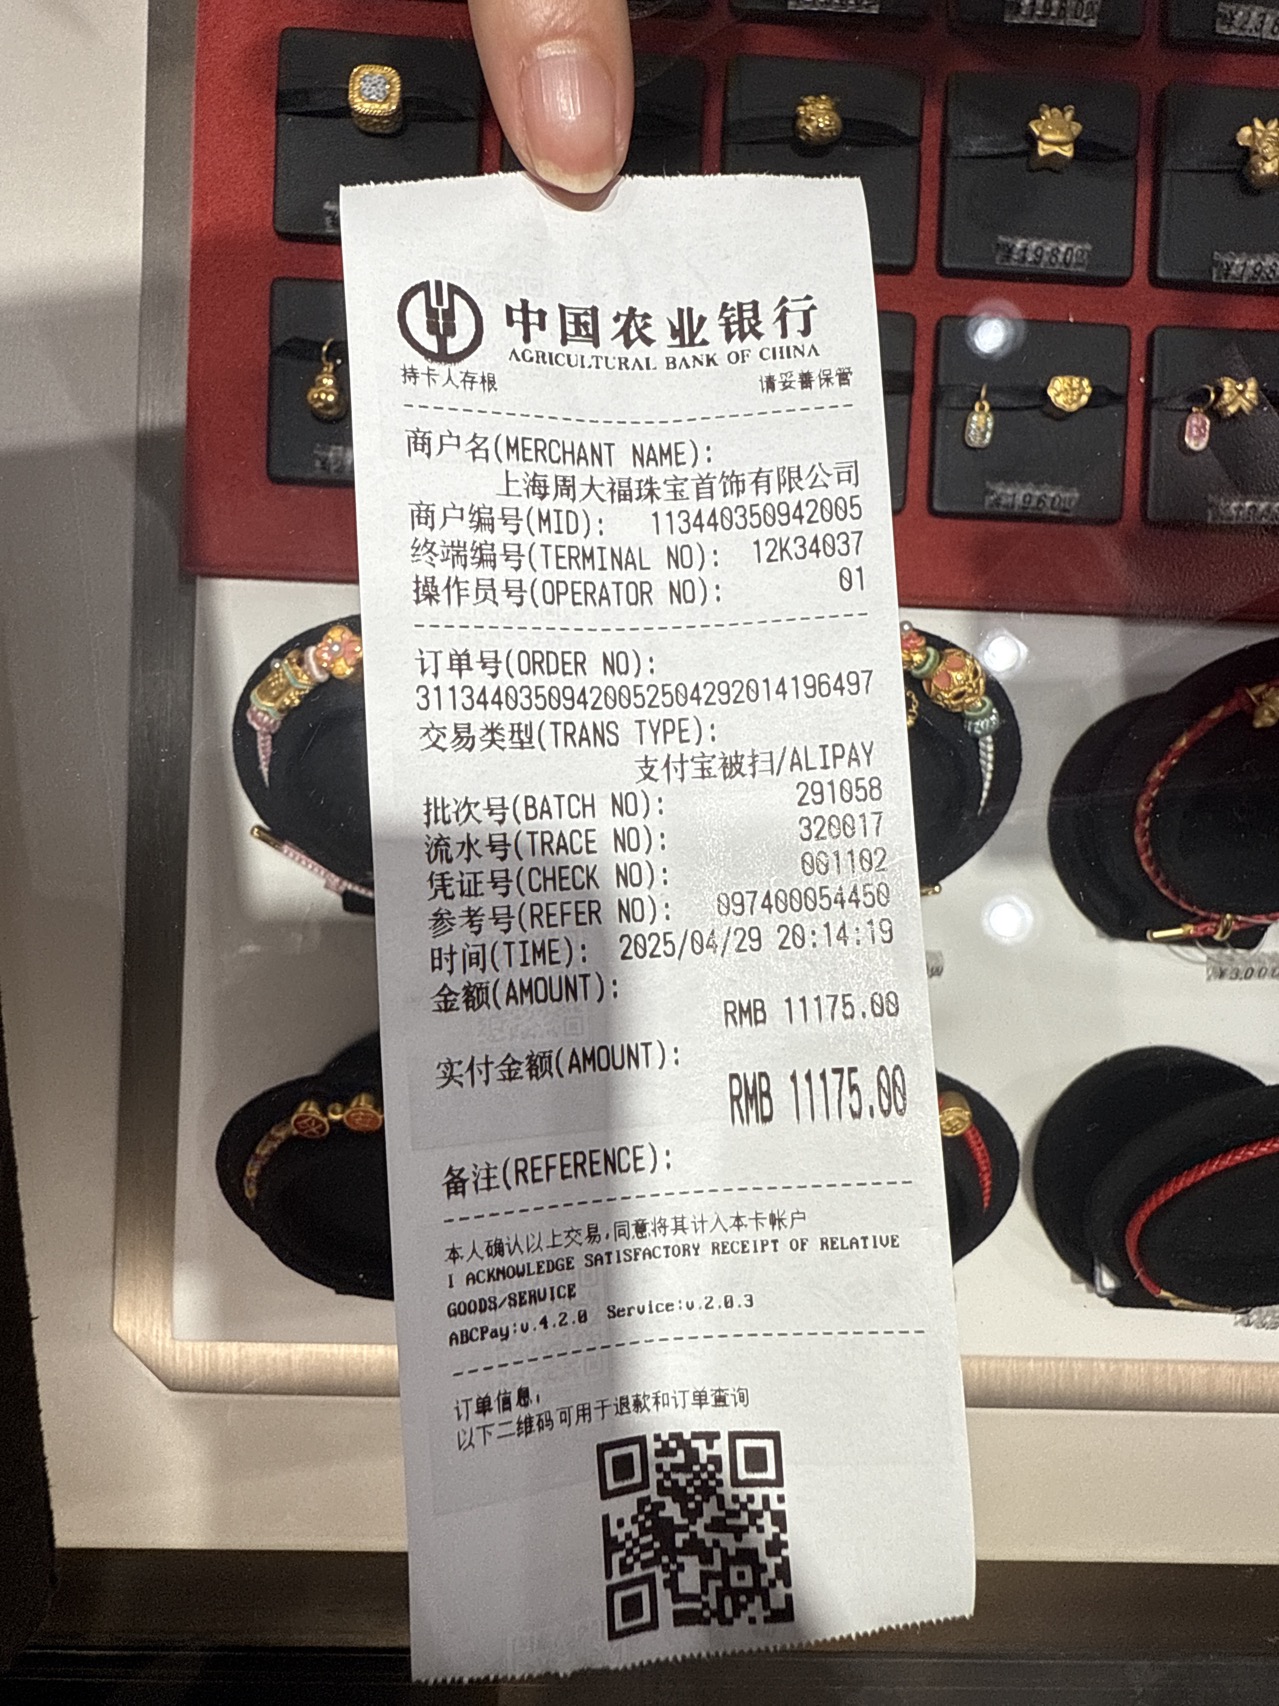 ¥1980
¥1980
¥1960
¥3,000
中国农业银行
AGRICULTURAL BANK OF CHINA
持卡人存根 请妥善保管
商户名(MERCHANT NAME):
上海周大福珠宝首饰有限公司
商户编号(MID): 113440350942005
终端编号(TERMINAL NO): 12K34037
操作员号(OPERATOR NO): 01
订单号(ORDER NO):
31134403509420052504292014196497
交易类型(TRANS TYPE):
支付宝被扫/ALIPAY
批次号(BATCH NO): 291058
流水号(TRACE NO): 320017
凭证号(CHECK NO): 001102
参考号(REFER NO): 097400054450
时间(TIME): 2025/04/29 20:14:19
金额(AMOUNT):
RMB 11175.00
实付金额(AMOUNT):
RMB 11175.00
备注(REFERENCE):
本人确认以上交易,同意将其计入本卡帐户
I ACKNOWLEDGE SATISFACTORY RECEIPT OF RELATIVE
GOODS/SERVICE
ABCPay:v.4.2.0 Service:v.2.0.3
订单信息,
以下二维码可用于退款和订单查询